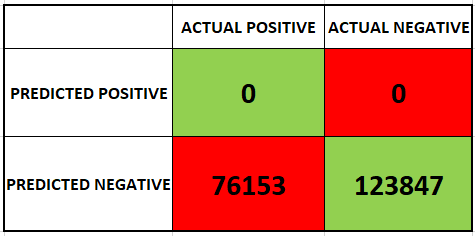 ACTUAL POSITIVE ACTUAL NEGATIVE
PREDICTED POSITIVE 0 0
PREDICTED NEGATIVE 76153 123847